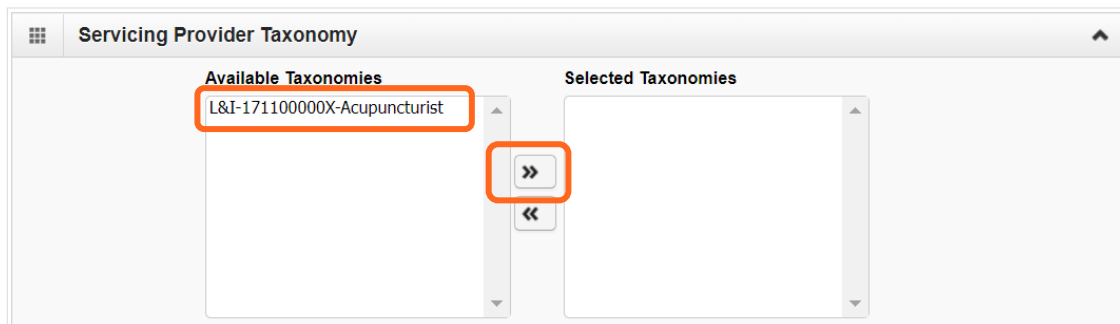 Servicing Provider Taxonomy
Available Taxonomies
Selected Taxonomies
L&I-171100000X-Acupuncturist
»
«